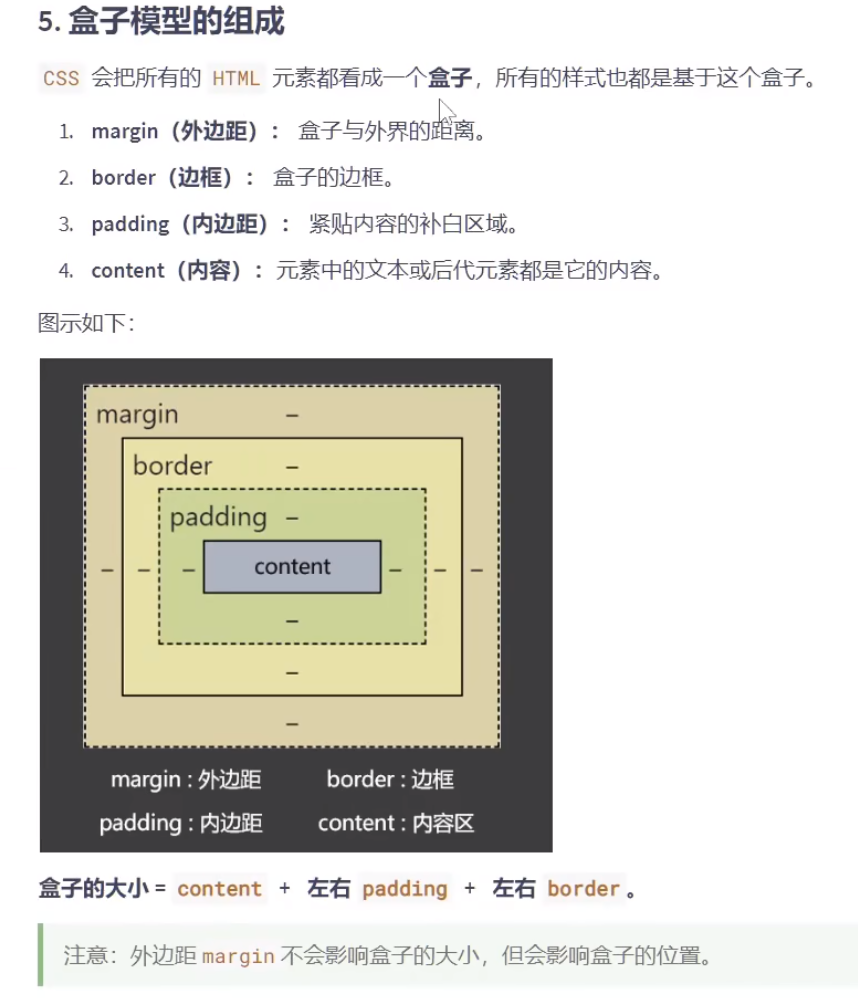 5. 盒子模型的组成
CSS 会把所有的 HTML 元素都看成一个盒子，所有的样式也都是基于这个盒子。
1. margin（外边距）： 盒子与外界的距离。
2. border（边框）： 盒子的边框。
3. padding（内边距）： 紧贴内容的补白区域。
4. content（内容）：元素中的文本或后代元素都是它的内容。
图示如下：
margin –
border –
padding –
– – – content – – –
–
–
–
margin : 外边距 border : 边框
padding : 内边距 content : 内容区
盒子的大小 = content + 左右 padding + 左右 border 。
注意：外边距 margin 不会影响盒子的大小，但会影响盒子的位置。